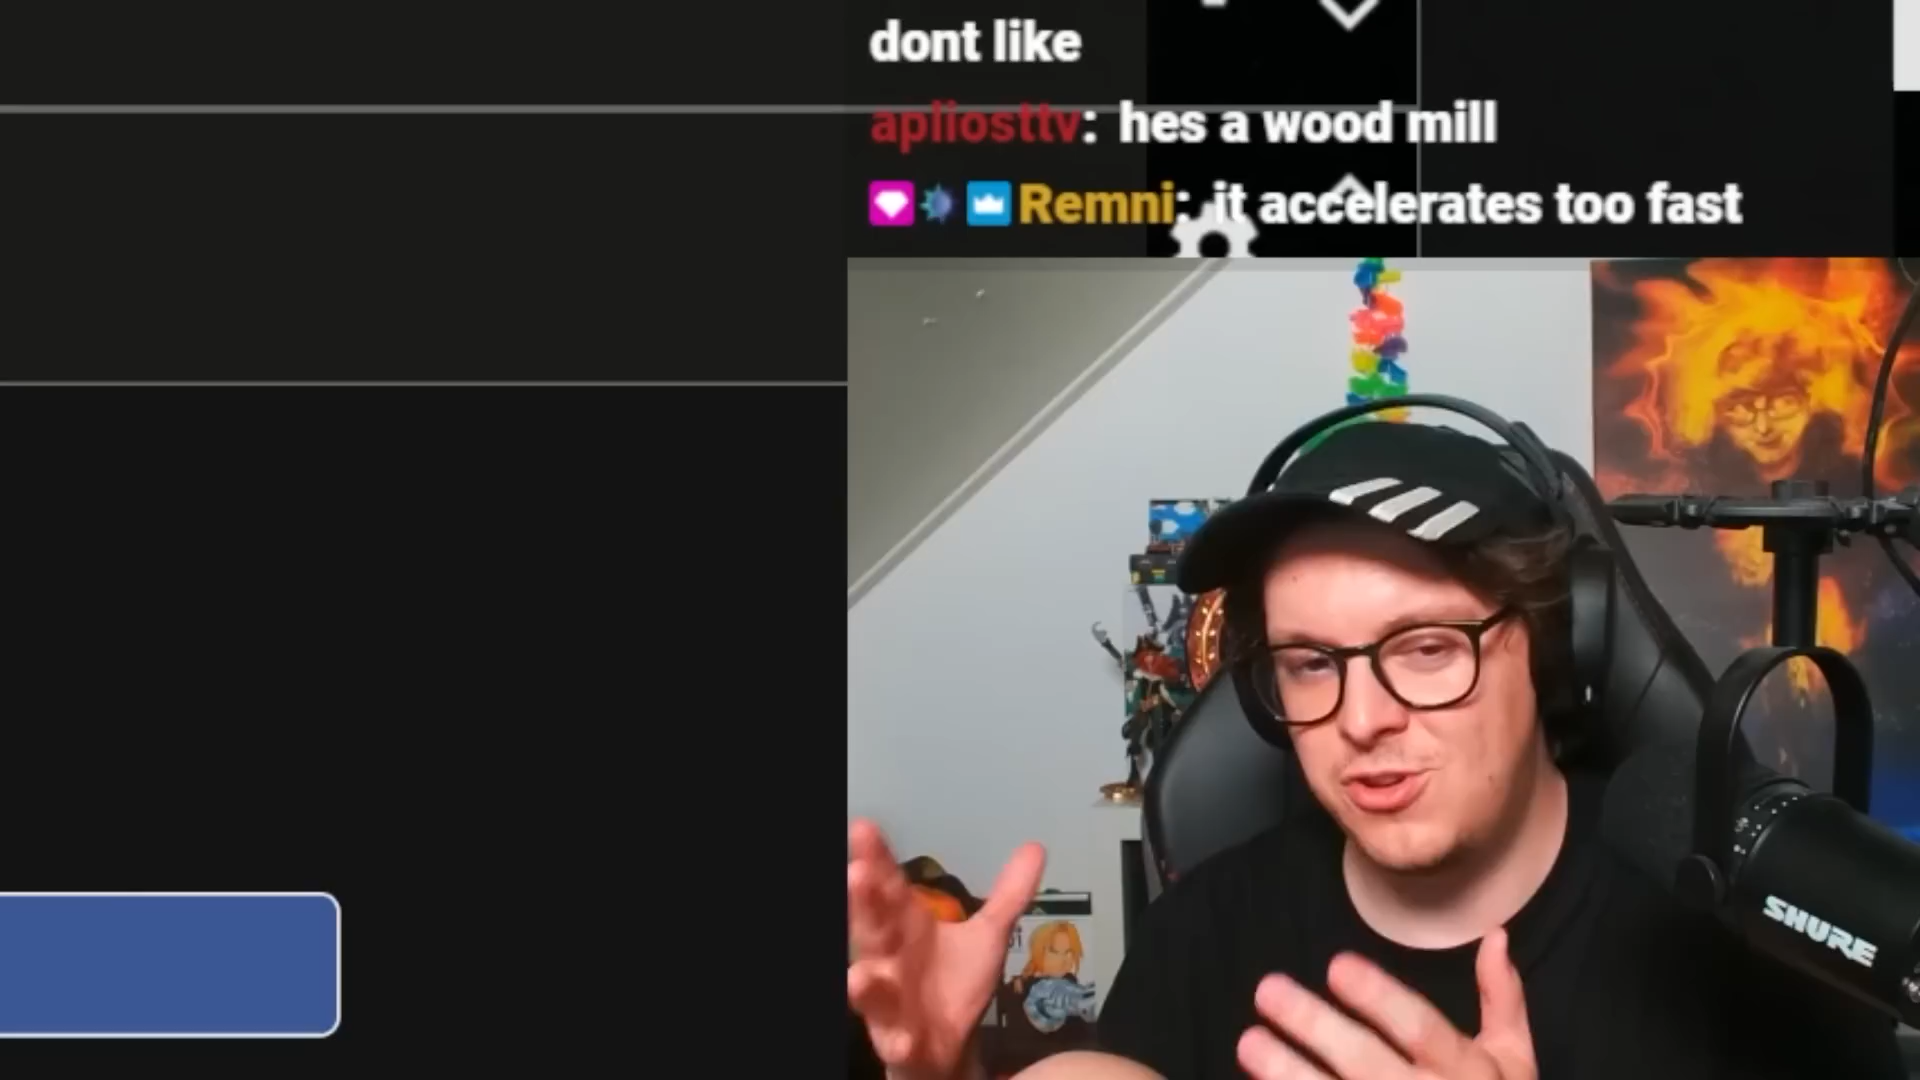 dont like
apliosttv: hes a wood mill
Remni: it accelerates too fast
SHURE